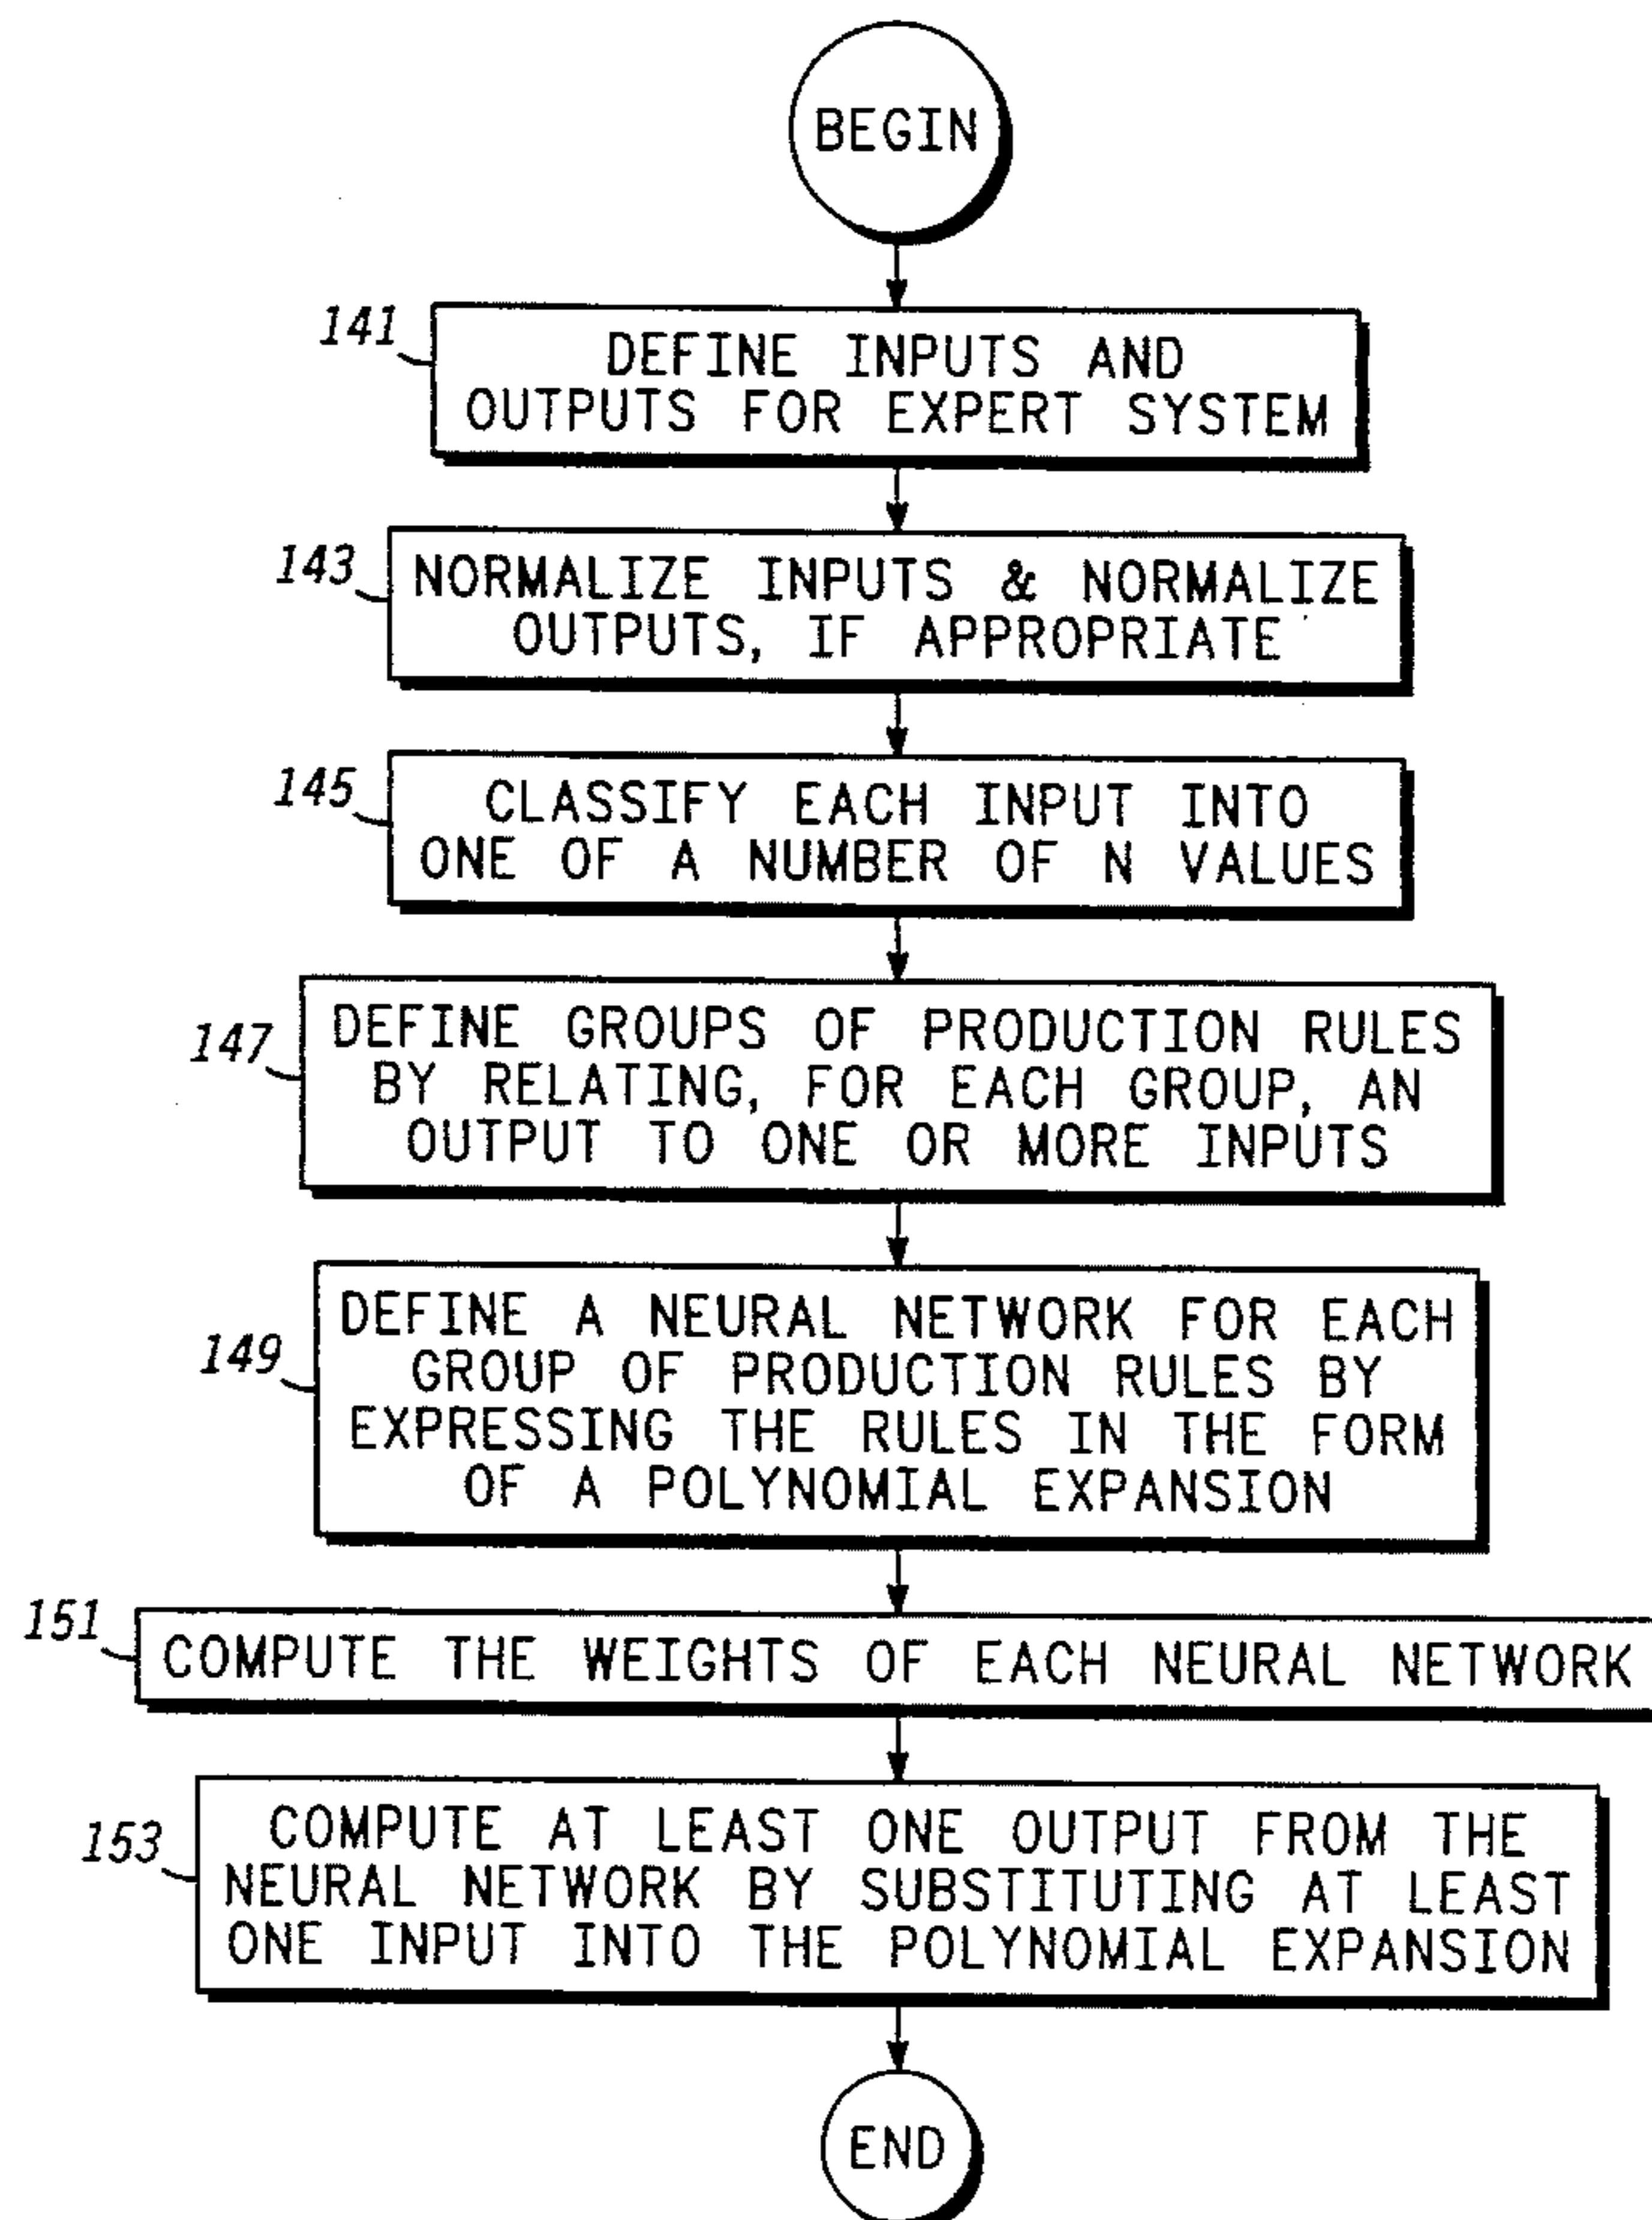 BEGIN
141
DEFINE INPUTS AND
OUTPUTS FOR EXPERT SYSTEM
143
NORMALIZE INPUTS & NORMALIZE
OUTPUTS, IF APPROPRIATE
145
CLASSIFY EACH INPUT INTO
ONE OF A NUMBER OF N VALUES
147
DEFINE GROUPS OF PRODUCTION RULES
BY RELATING, FOR EACH GROUP, AN
OUTPUT TO ONE OR MORE INPUTS
149
DEFINE A NEURAL NETWORK FOR EACH
GROUP OF PRODUCTION RULES BY
EXPRESSING THE RULES IN THE FORM
OF A POLYNOMIAL EXPANSION
151
COMPUTE THE WEIGHTS OF EACH NEURAL NETWORK
153
COMPUTE AT LEAST ONE OUTPUT FROM THE
NEURAL NETWORK BY SUBSTITUTING AT LEAST
ONE INPUT INTO THE POLYNOMIAL EXPANSION
END